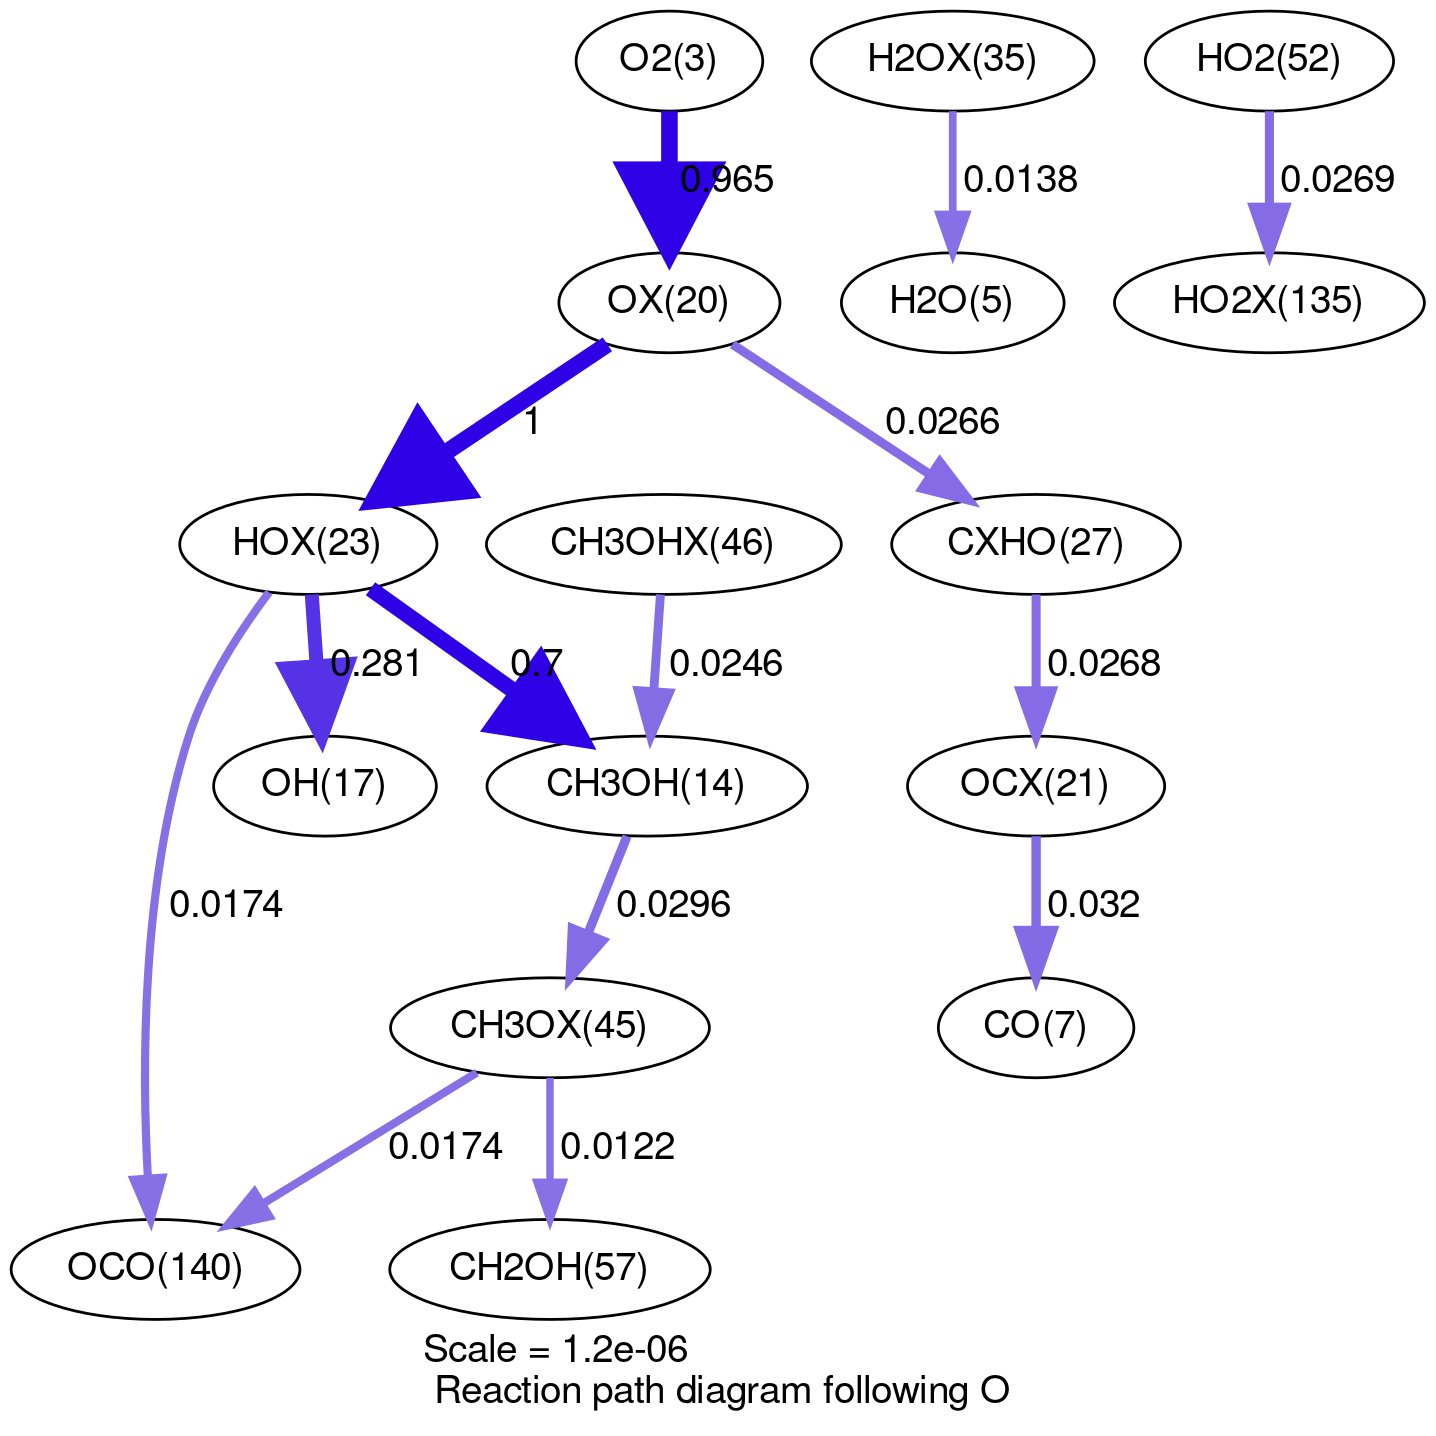 O2(3)
H2OX(35)
HO2(52)
0.965
0.0138
0.0269
OX(20)
H2O(5)
HO2X(135)
1
0.0266
HOX(23)
CH3OHX(46)
CXHO(27)
0.281
0.7
0.0246
0.0268
OH(17)
CH3OH(14)
OCX(21)
0.0174
0.0296
0.032
CH3OX(45)
CO(7)
0.0174
0.0122
OCO(140)
CH2OH(57)
Scale = 1.2e-06
Reaction path diagram following O